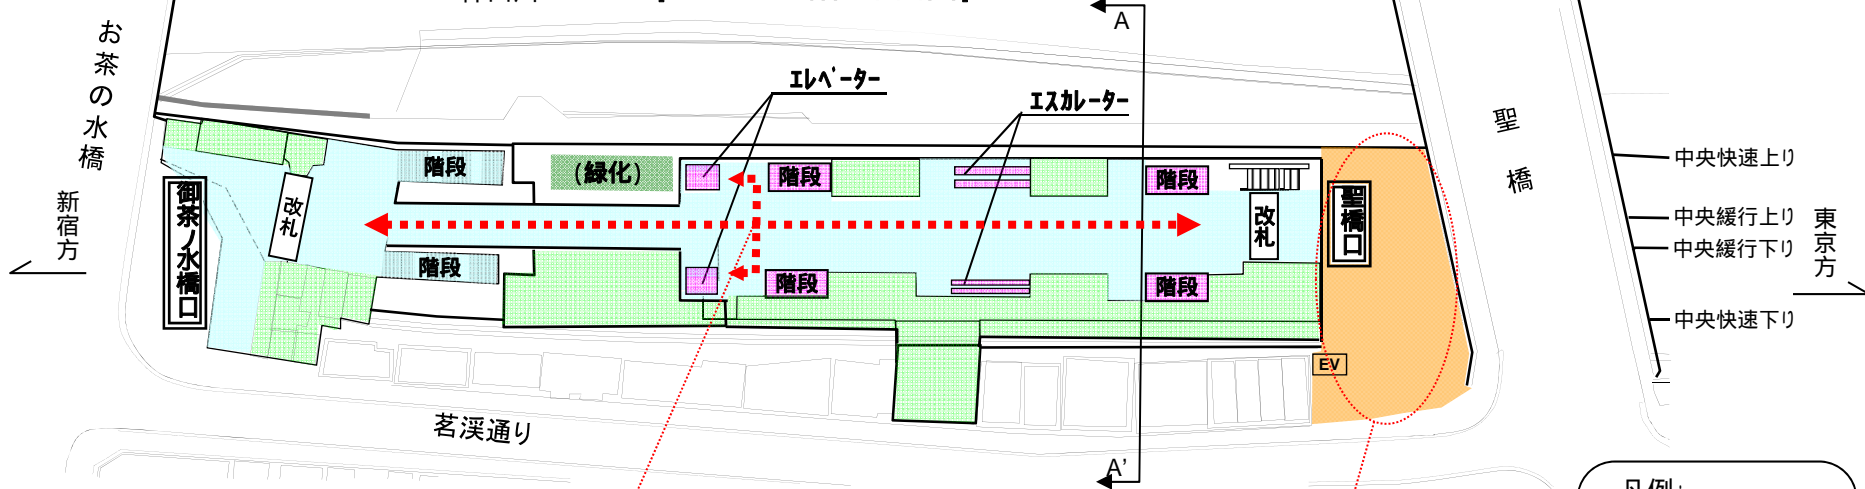 お茶の水橋
新宿方
御茶ノ水橋口
改札
階段
階段
(緑化)
エレベーター
エスカレーター
階段
階段
階段
階段
改札
聖橋口
EV
A
A'
茗渓通り
聖橋
中央快速上り
中央緩行上り
中央緩行下り
中央快速下り
東京方
凡例